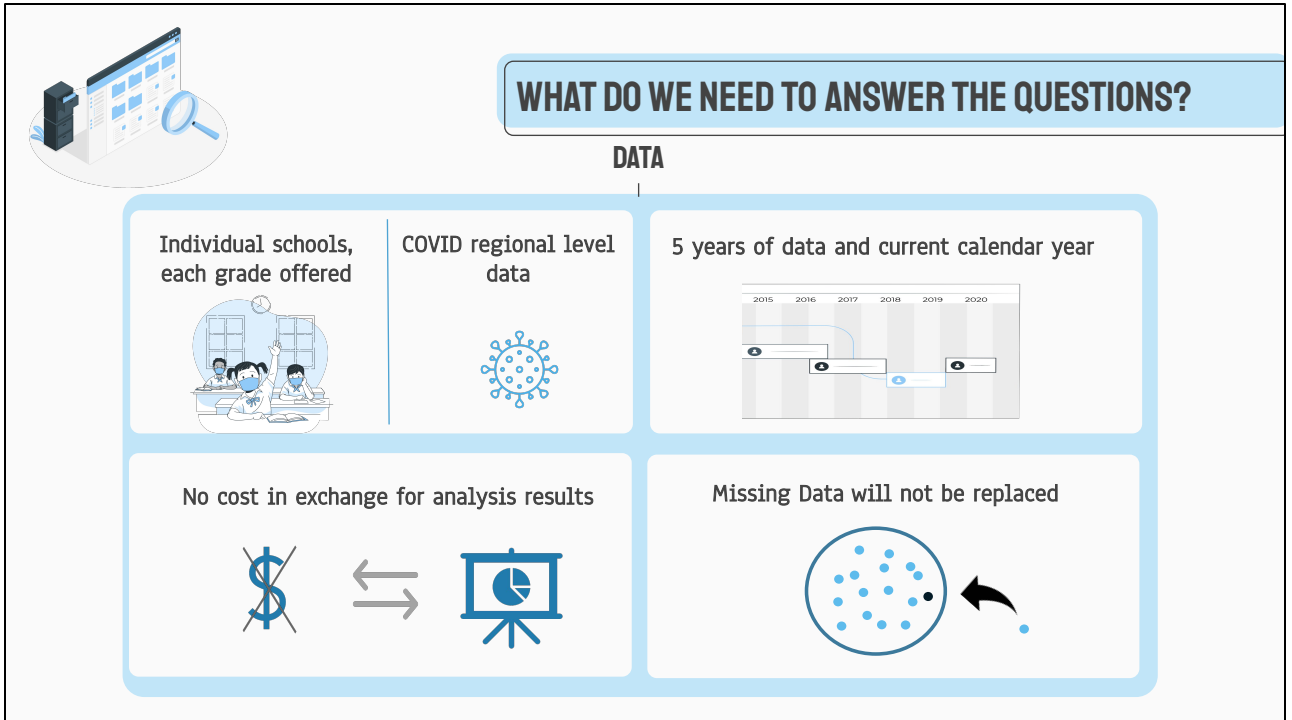 WHAT DO WE NEED TO ANSWER THE QUESTIONS?
DATA
Individual schools,
each grade offered
COVID regional level
data
5 years of data and current calendar year
2015 2016 2017 2018 2019 2020
No cost in exchange for analysis results
$
Missing Data will not be replaced